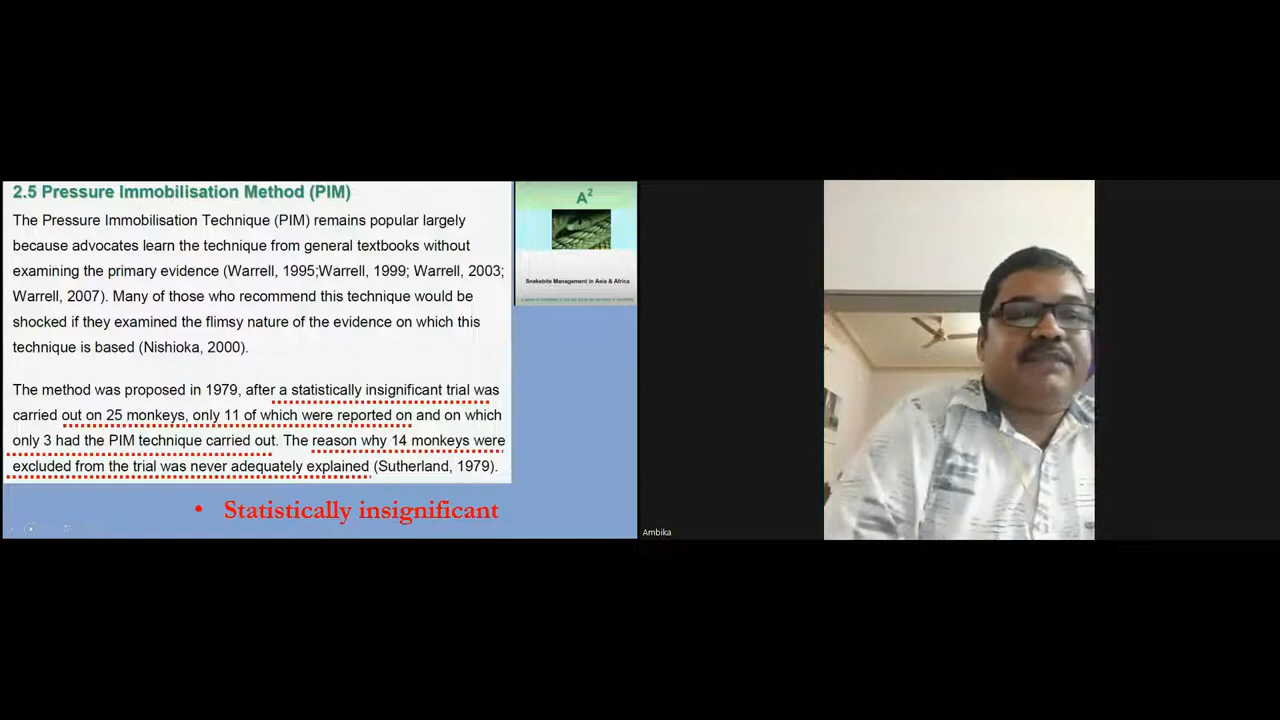 2.5 Pressure Immobilisation Method (PIM)
The Pressure Immobilisation Technique (PIM) remains popular largely
because advocates learn the technique from general textbooks without
examining the primary evidence (Warrell, 1995;Warrell, 1999; Warrell, 2003;
Warrell, 2007). Many of those who recommend this technique would be
shocked if they examined the flimsy nature of the evidence on which this
technique is based (Nishioka, 2000).
The method was proposed in 1979, after a statistically insignificant trial was
carried out on 25 monkeys, only 11 of which were reported on and on which
only 3 had the PIM technique carried out. The reason why 14 monkeys were
excluded from the trial was never adequately explained (Sutherland, 1979).
• Statistically insignificant
A2
Snakebite Management in Asia & Africa
Ambika